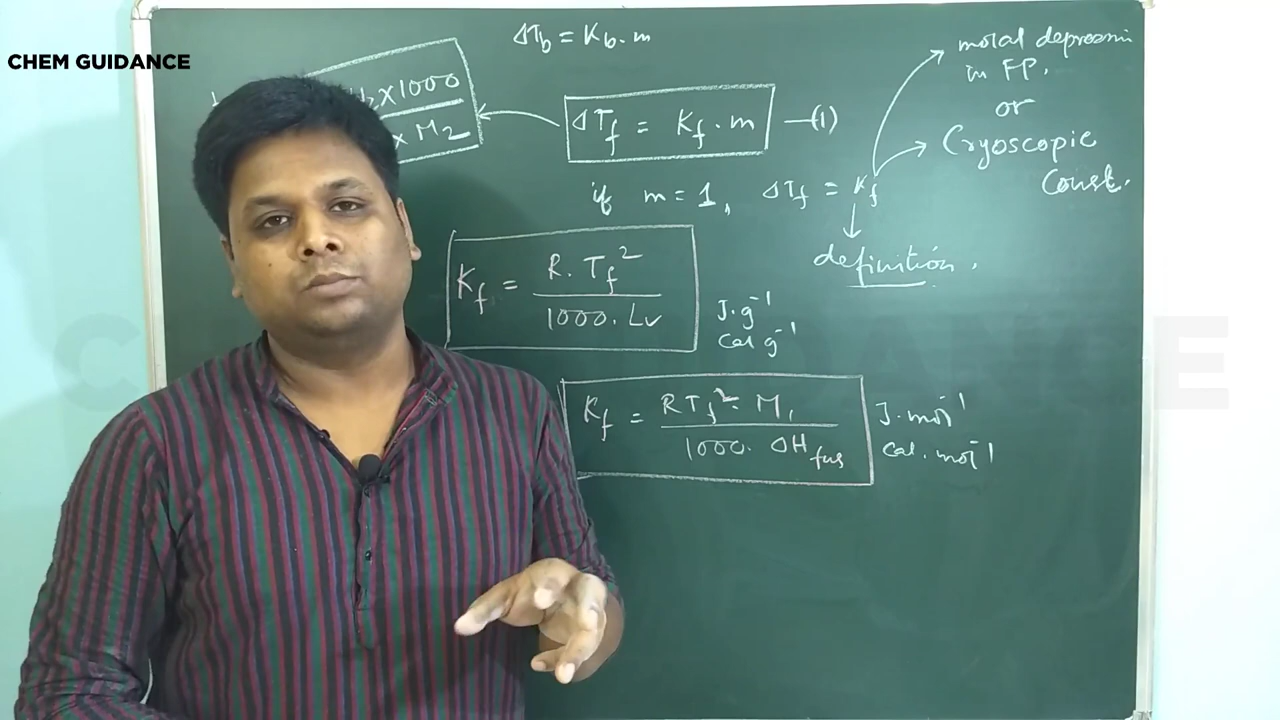 CHEM GUIDANCE
ΔT_b = K_b . m
x1000
x M₂
ΔT_f = K_f . m —(1)
molal depression
in FP.
or
Cryoscopic
Const.
if m = 1, ΔT_f = K_f
definition.
K_f = R . T_f² / 1000 . Lv
J.g⁻¹
Cal g⁻¹
K_f = RT_f² . M₁ / 1000 . ΔH_fus
J.mol⁻¹
Cal.mol⁻¹